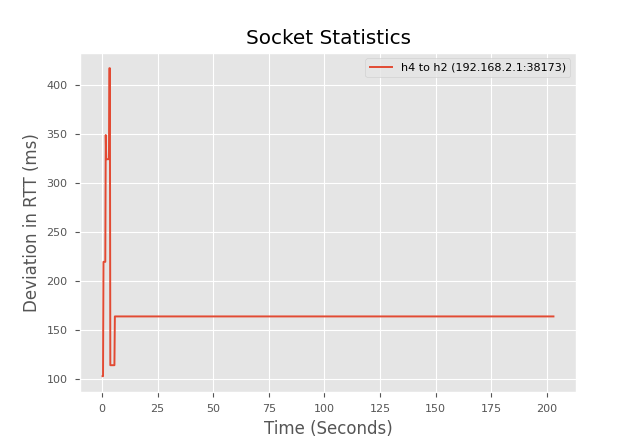 Socket Statistics
h4 to h2 (192.168.2.1:38173)
Deviation in RTT (ms)
400
350
300
250
200
150
100
0 25 50 75 100 125 150 175 200
Time (Seconds)